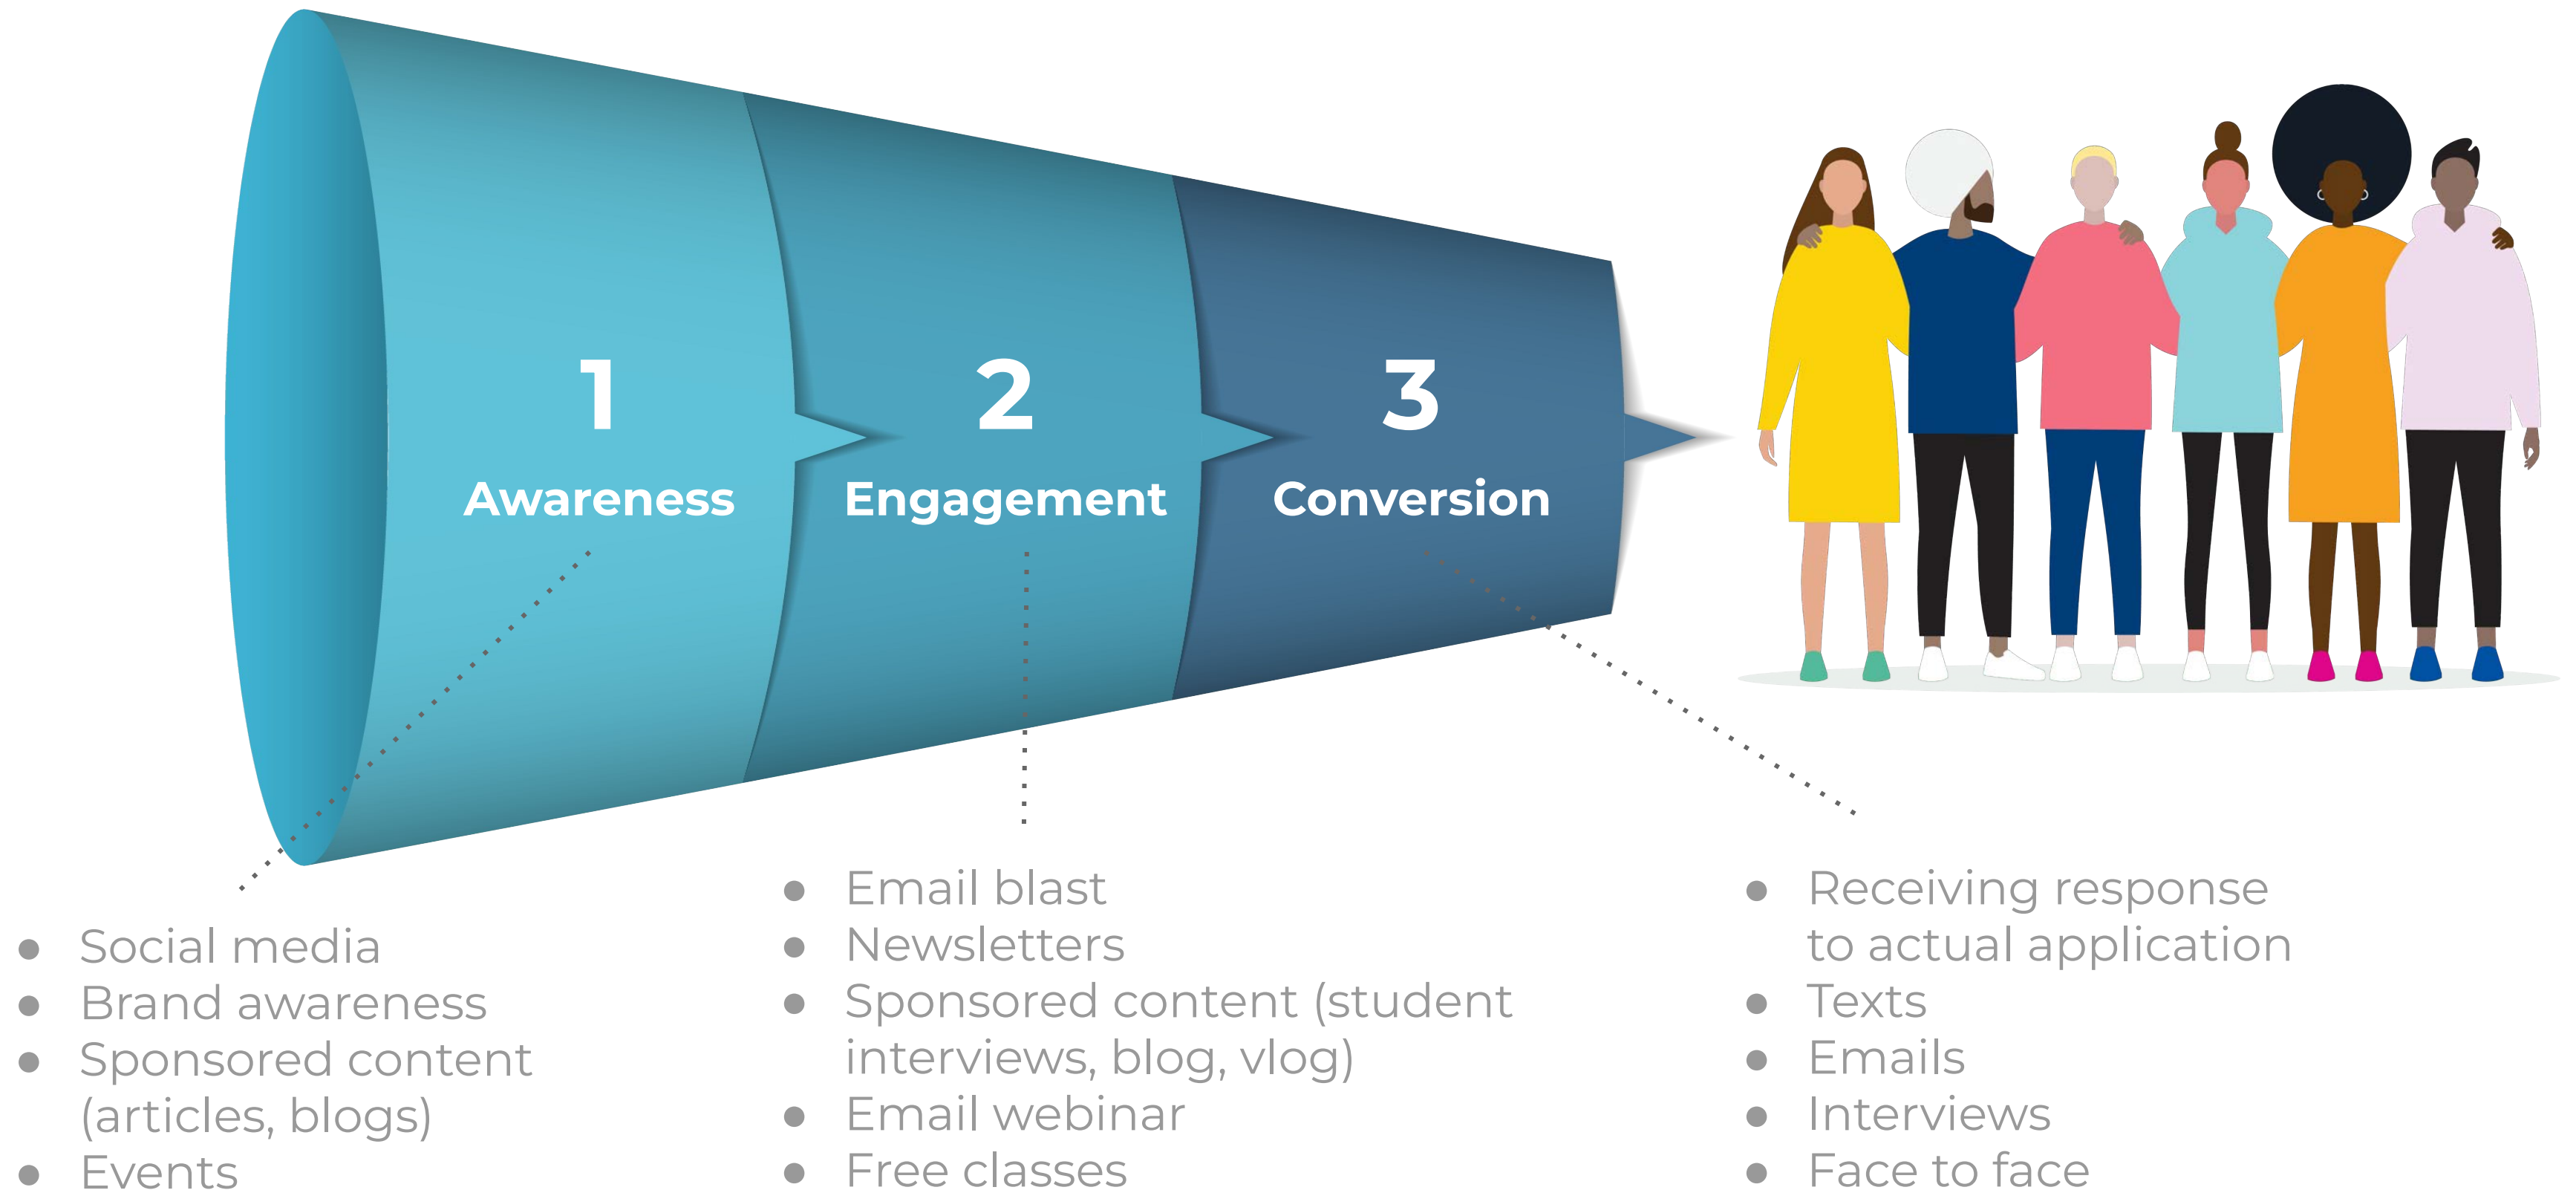 1
Awareness
2
Engagement
3
Conversion
● Social media
● Brand awareness
● Sponsored content
(articles, blogs)
● Events
● Email blast
● Newsletters
● Sponsored content (student
interviews, blog, vlog)
● Email webinar
● Free classes
● Receiving response
to actual application
● Texts
● Emails
● Interviews
● Face to face